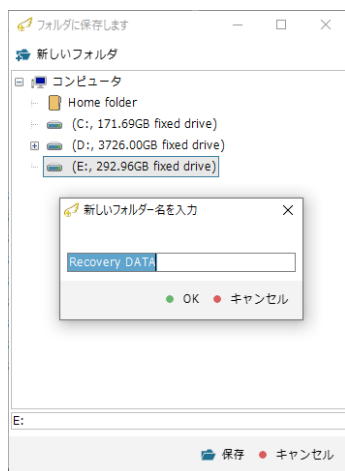 フォルダに保存します
新しいフォルダ
コンピュータ
Home folder
(C:, 171.69GB fixed drive)
(D:, 3726.00GB fixed drive)
(E:, 292.96GB fixed drive)
新しいフォルダー名を入力
Recovery DATA
OK キャンセル
E:
保存 キャンセル